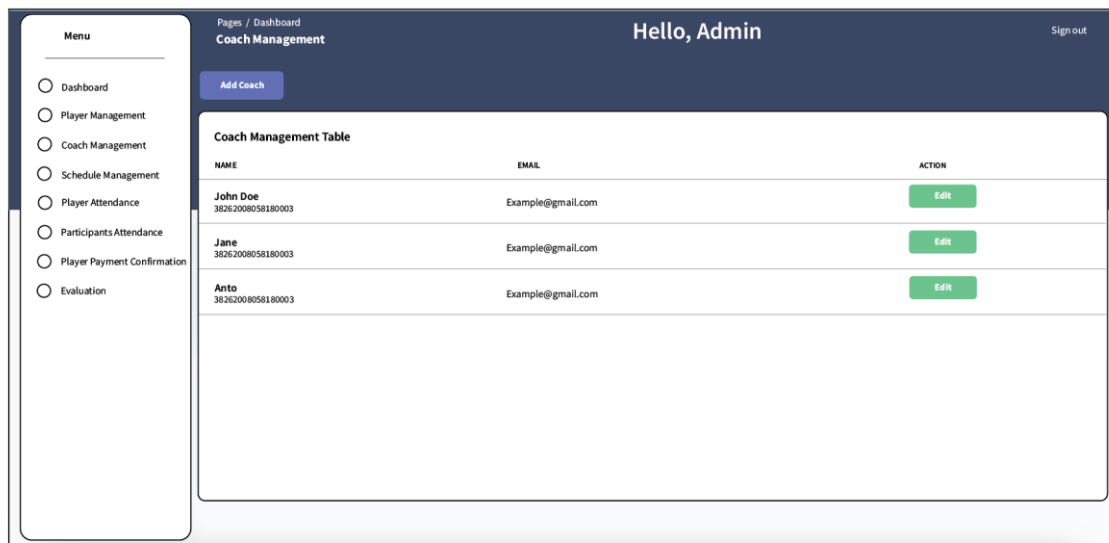 Menu
Dashboard
Player Management
Coach Management
Schedule Management
Player Attendance
Participants Attendance
Player Payment Confirmation
Evaluation
Pages / Dashboard
Coach Management
Hello, Admin
Sign out
Add Coach
Coach Management Table
NAME EMAIL ACTION
John Doe
38262008058180003
Example@gmail.com
Edit
Jane
38262008058180003
Example@gmail.com
Edit
Anto
38262008058180003
Example@gmail.com
Edit